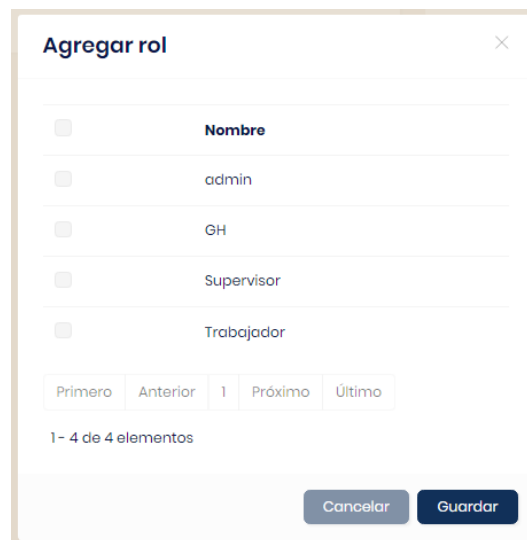 Agregar rol
Nombre
admin
GH
Supervisor
Trabajador
Primero Anterior 1 Próximo Último
1 - 4 de 4 elementos
Cancelar Guardar